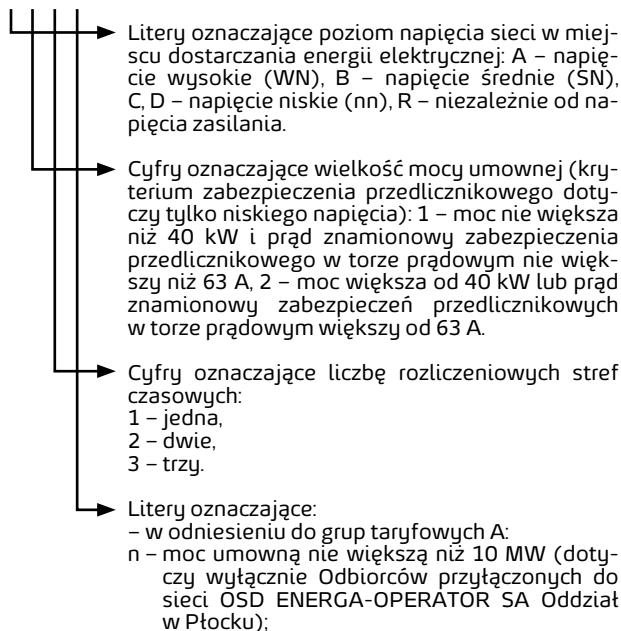 Litery oznaczające poziom napięcia sieci w miej-
scu dostarczania energii elektrycznej: A – napię-
cie wysokie (WN), B – napięcie średnie (SN),
C, D – napięcie niskie (nn), R – niezależnie od na-
pięcia zasilania.
Cyfry oznaczające wielkość mocy umownej (kry-
terium zabezpieczenia przedlicznikowego doty-
czy tylko niskiego napięcia): 1 – moc nie większa
niż 40 kW i prąd znamionowy zabezpieczenia
przedlicznikowego w torze prądowym nie więk-
szy niż 63 A, 2 – moc większa od 40 kW lub prąd
znamionowy zabezpieczeń przedlicznikowych
w torze prądowym większy od 63 A.
Cyfry oznaczające liczbę rozliczeniowych stref
czasowych:
1 – jedna,
2 – dwie,
3 – trzy.
Litery oznaczające:
– w odniesieniu do grup taryfowych A:
n – moc umowną nie większą niż 10 MW (doty-
czy wyłącznie Odbiorców przyłączonych do
sieci OSD ENERGA-OPERATOR SA Oddział
w Płocku);